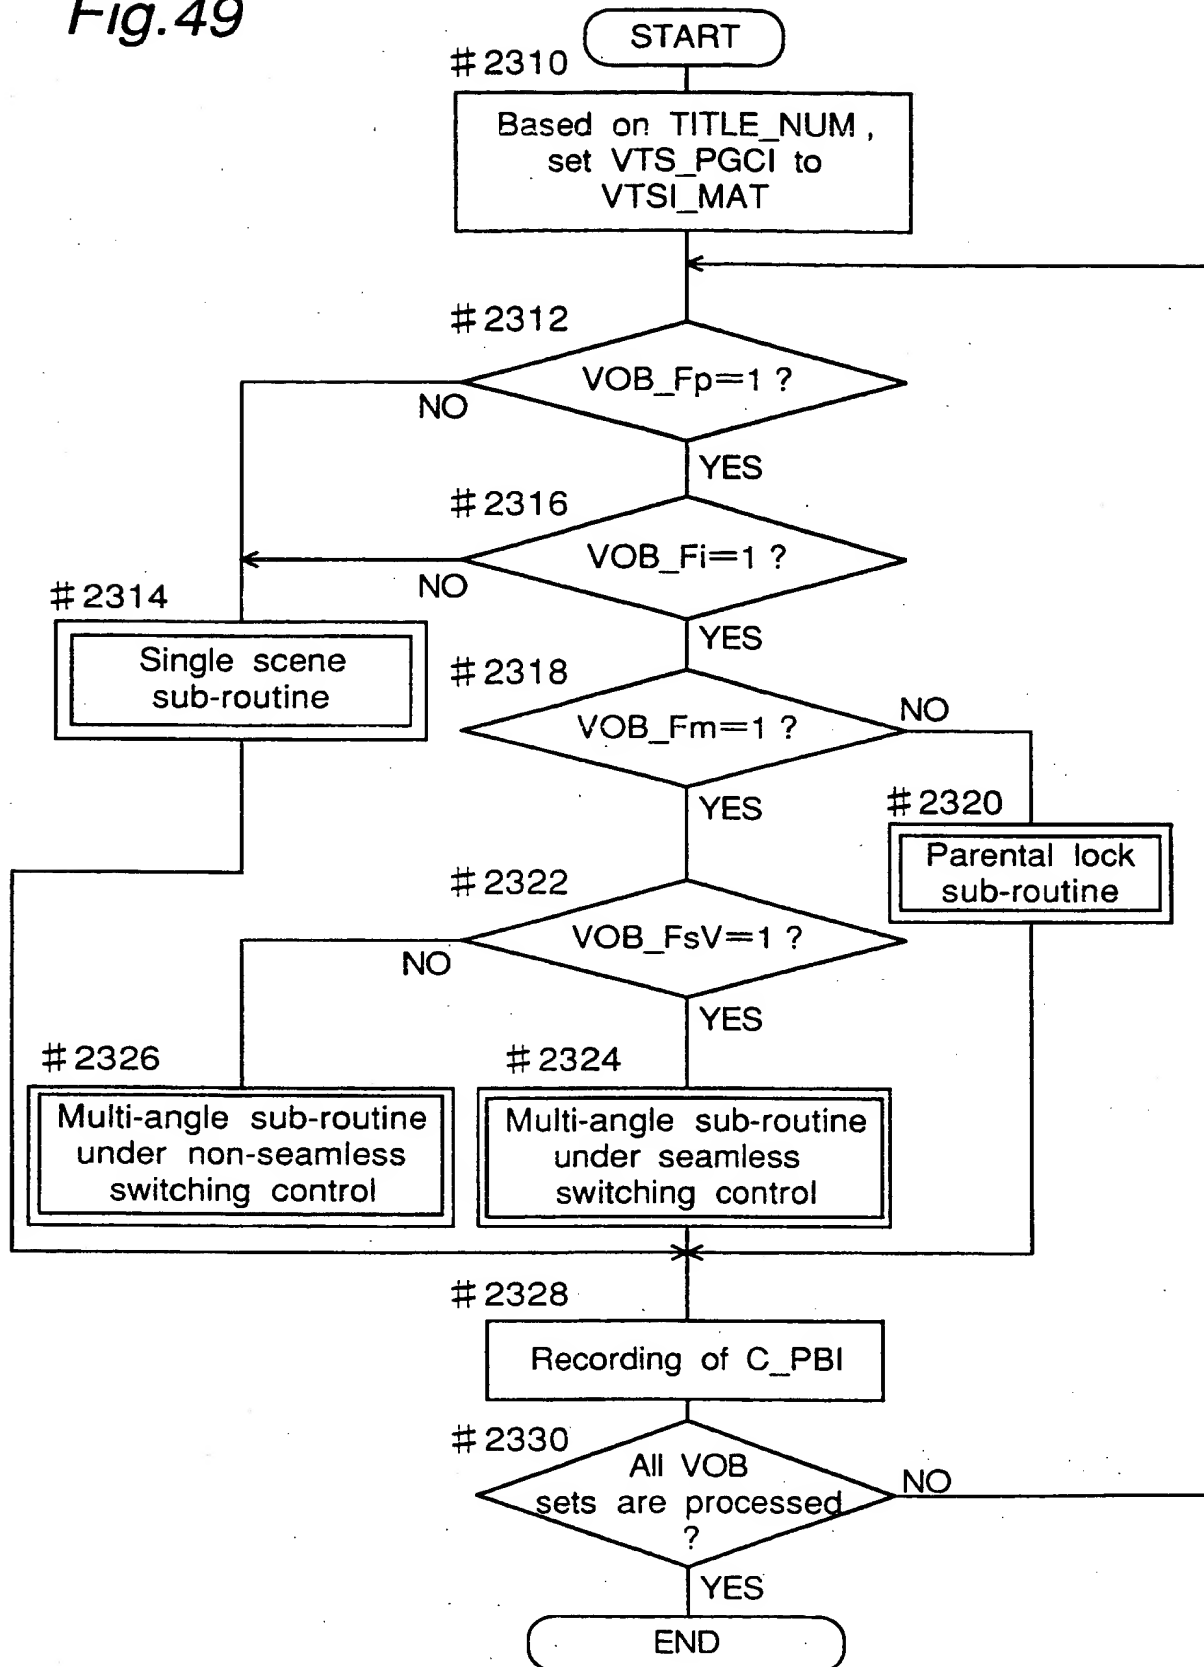 Fig.49
START
#2310
Based on TITLE_NUM,
set VTS_PGCI to
VTSI_MAT
#2312
VOB_Fp=1 ?
NO
YES
#2316
VOB_Fi=1 ?
NO
YES
#2314
Single scene
sub-routine
#2318
VOB_Fm=1 ?
NO
YES
#2320
Parental lock
sub-routine
#2322
VOB_FsV=1 ?
NO
YES
#2326
Multi-angle sub-routine
under non-seamless
switching control
#2324
Multi-angle sub-routine
under seamless
switching control
#2328
Recording of C_PBI
#2330
All VOB
sets are processed
?
NO
YES
END